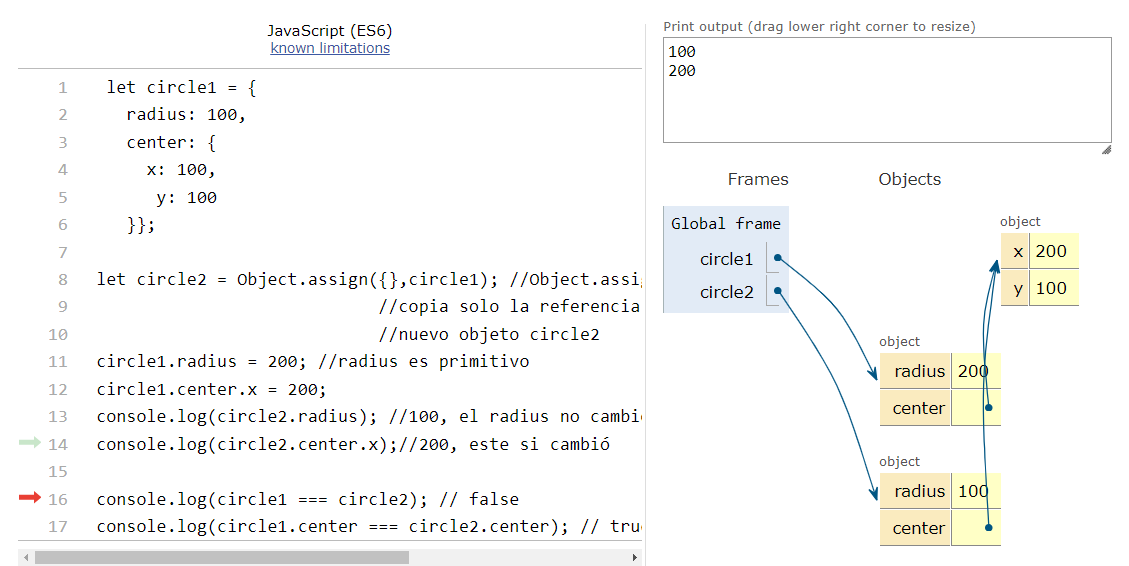 JavaScript (ES6)
known limitations
1 let circle1 = {
2 radius: 100,
3 center: {
4 x: 100,
5 y: 100
6 }};
7
8 let circle2 = Object.assign({},circle1); //Object.assig
9 //copia solo la referencia
10 //nuevo objeto circle2
11 circle1.radius = 200; //radius es primitivo
12 circle1.center.x = 200;
13 console.log(circle2.radius); //100, el radius no cambió
14 console.log(circle2.center.x);//200, este si cambió
15
16 console.log(circle1 === circle2); // false
17 console.log(circle1.center === circle2.center); // true
Print output (drag lower right corner to resize)
100
200
Frames
Objects
Global frame
circle1
circle2
object
x 200
y 100
object
radius 200
center
object
radius 100
center